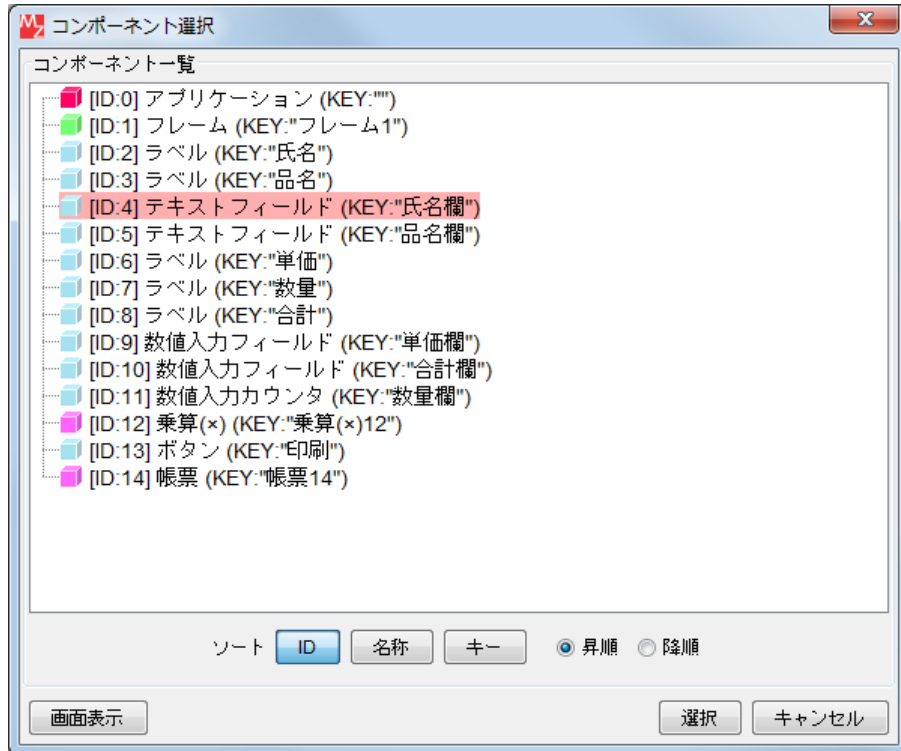 コンポーネント選択
コンポーネント一覧
[ID:0] アプリケーション (KEY:"")
[ID:1] フレーム (KEY:"フレーム1")
[ID:2] ラベル (KEY:"氏名")
[ID:3] ラベル (KEY:"品名")
[ID:4] テキストフィールド (KEY:"氏名欄")
[ID:5] テキストフィールド (KEY:"品名欄")
[ID:6] ラベル (KEY:"単価")
[ID:7] ラベル (KEY:"数量")
[ID:8] ラベル (KEY:"合計")
[ID:9] 数値入力フィールド (KEY:"単価欄")
[ID:10] 数値入力フィールド (KEY:"合計欄")
[ID:11] 数値入力カウンタ (KEY:"数量欄")
[ID:12] 乗算(×) (KEY:"乗算(×)12")
[ID:13] ボタン (KEY:"印刷")
[ID:14] 帳票 (KEY:"帳票14")
ソート ID 名称 キー 昇順 降順
画面表示 選択 キャンセル